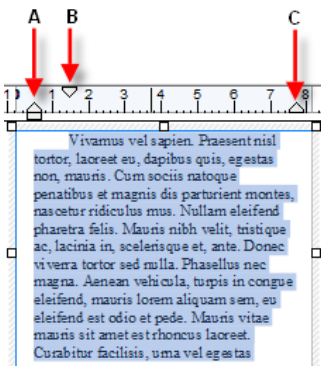 A B C
1 1 2 3 4 5 6 7 8
Vivamus vel sapien. Praesent nisl
tortor, laoreet eu, dapibus quis, egestas
non, mauris. Cum sociis natoque
penatibus et magnis dis parturient montes,
nascetur ridiculus mus. Nullam eleifend
pharetra felis. Mauris nibh velit, tristique
ac, lacinia in, scelerisque et, ante. Donec
viverra tortor sed nulla. Phasellus nec
magna. Aenean vehicula, turpis in congue
eleifend, mauris lorem aliquam sem, eu
eleifend est odio et pede. Mauris vitae
mauris sit amet est rhoncus laoreet.
Curabitur facilisis, urna vel egestas